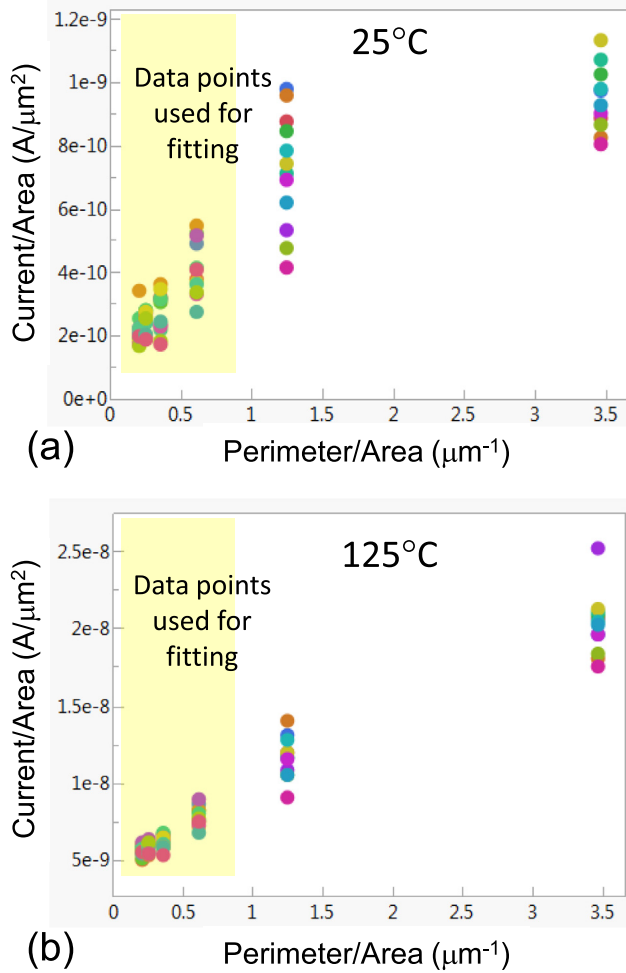 1.2e-9
25°C
1e-9
Data points
used for
fitting
8e-10
6e-10
4e-10
2e-10
0e+0
Current/Area (A/μm2)
0 0.5 1 1.5 2 2.5 3 3.5
(a) Perimeter/Area (μm-1)
125°C
2.5e-8
Data points
used for
fitting
2e-8
1.5e-8
1e-8
5e-9
Current/Area (A/μm2)
0 0.5 1 1.5 2 2.5 3 3.5
(b) Perimeter/Area (μm-1)